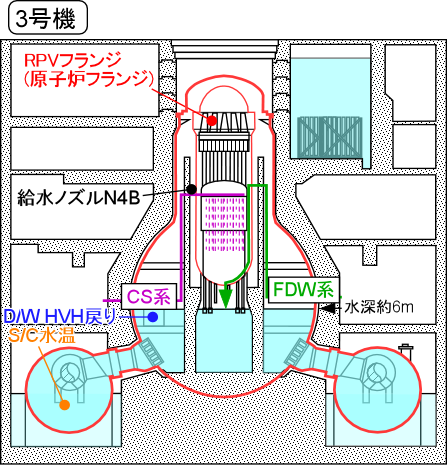 3号機
RPVフランジ
(原子炉フランジ)
給水ノズルN4B
CS系
FDW系
D/W HVH戻り
水深約6m
S/C水温